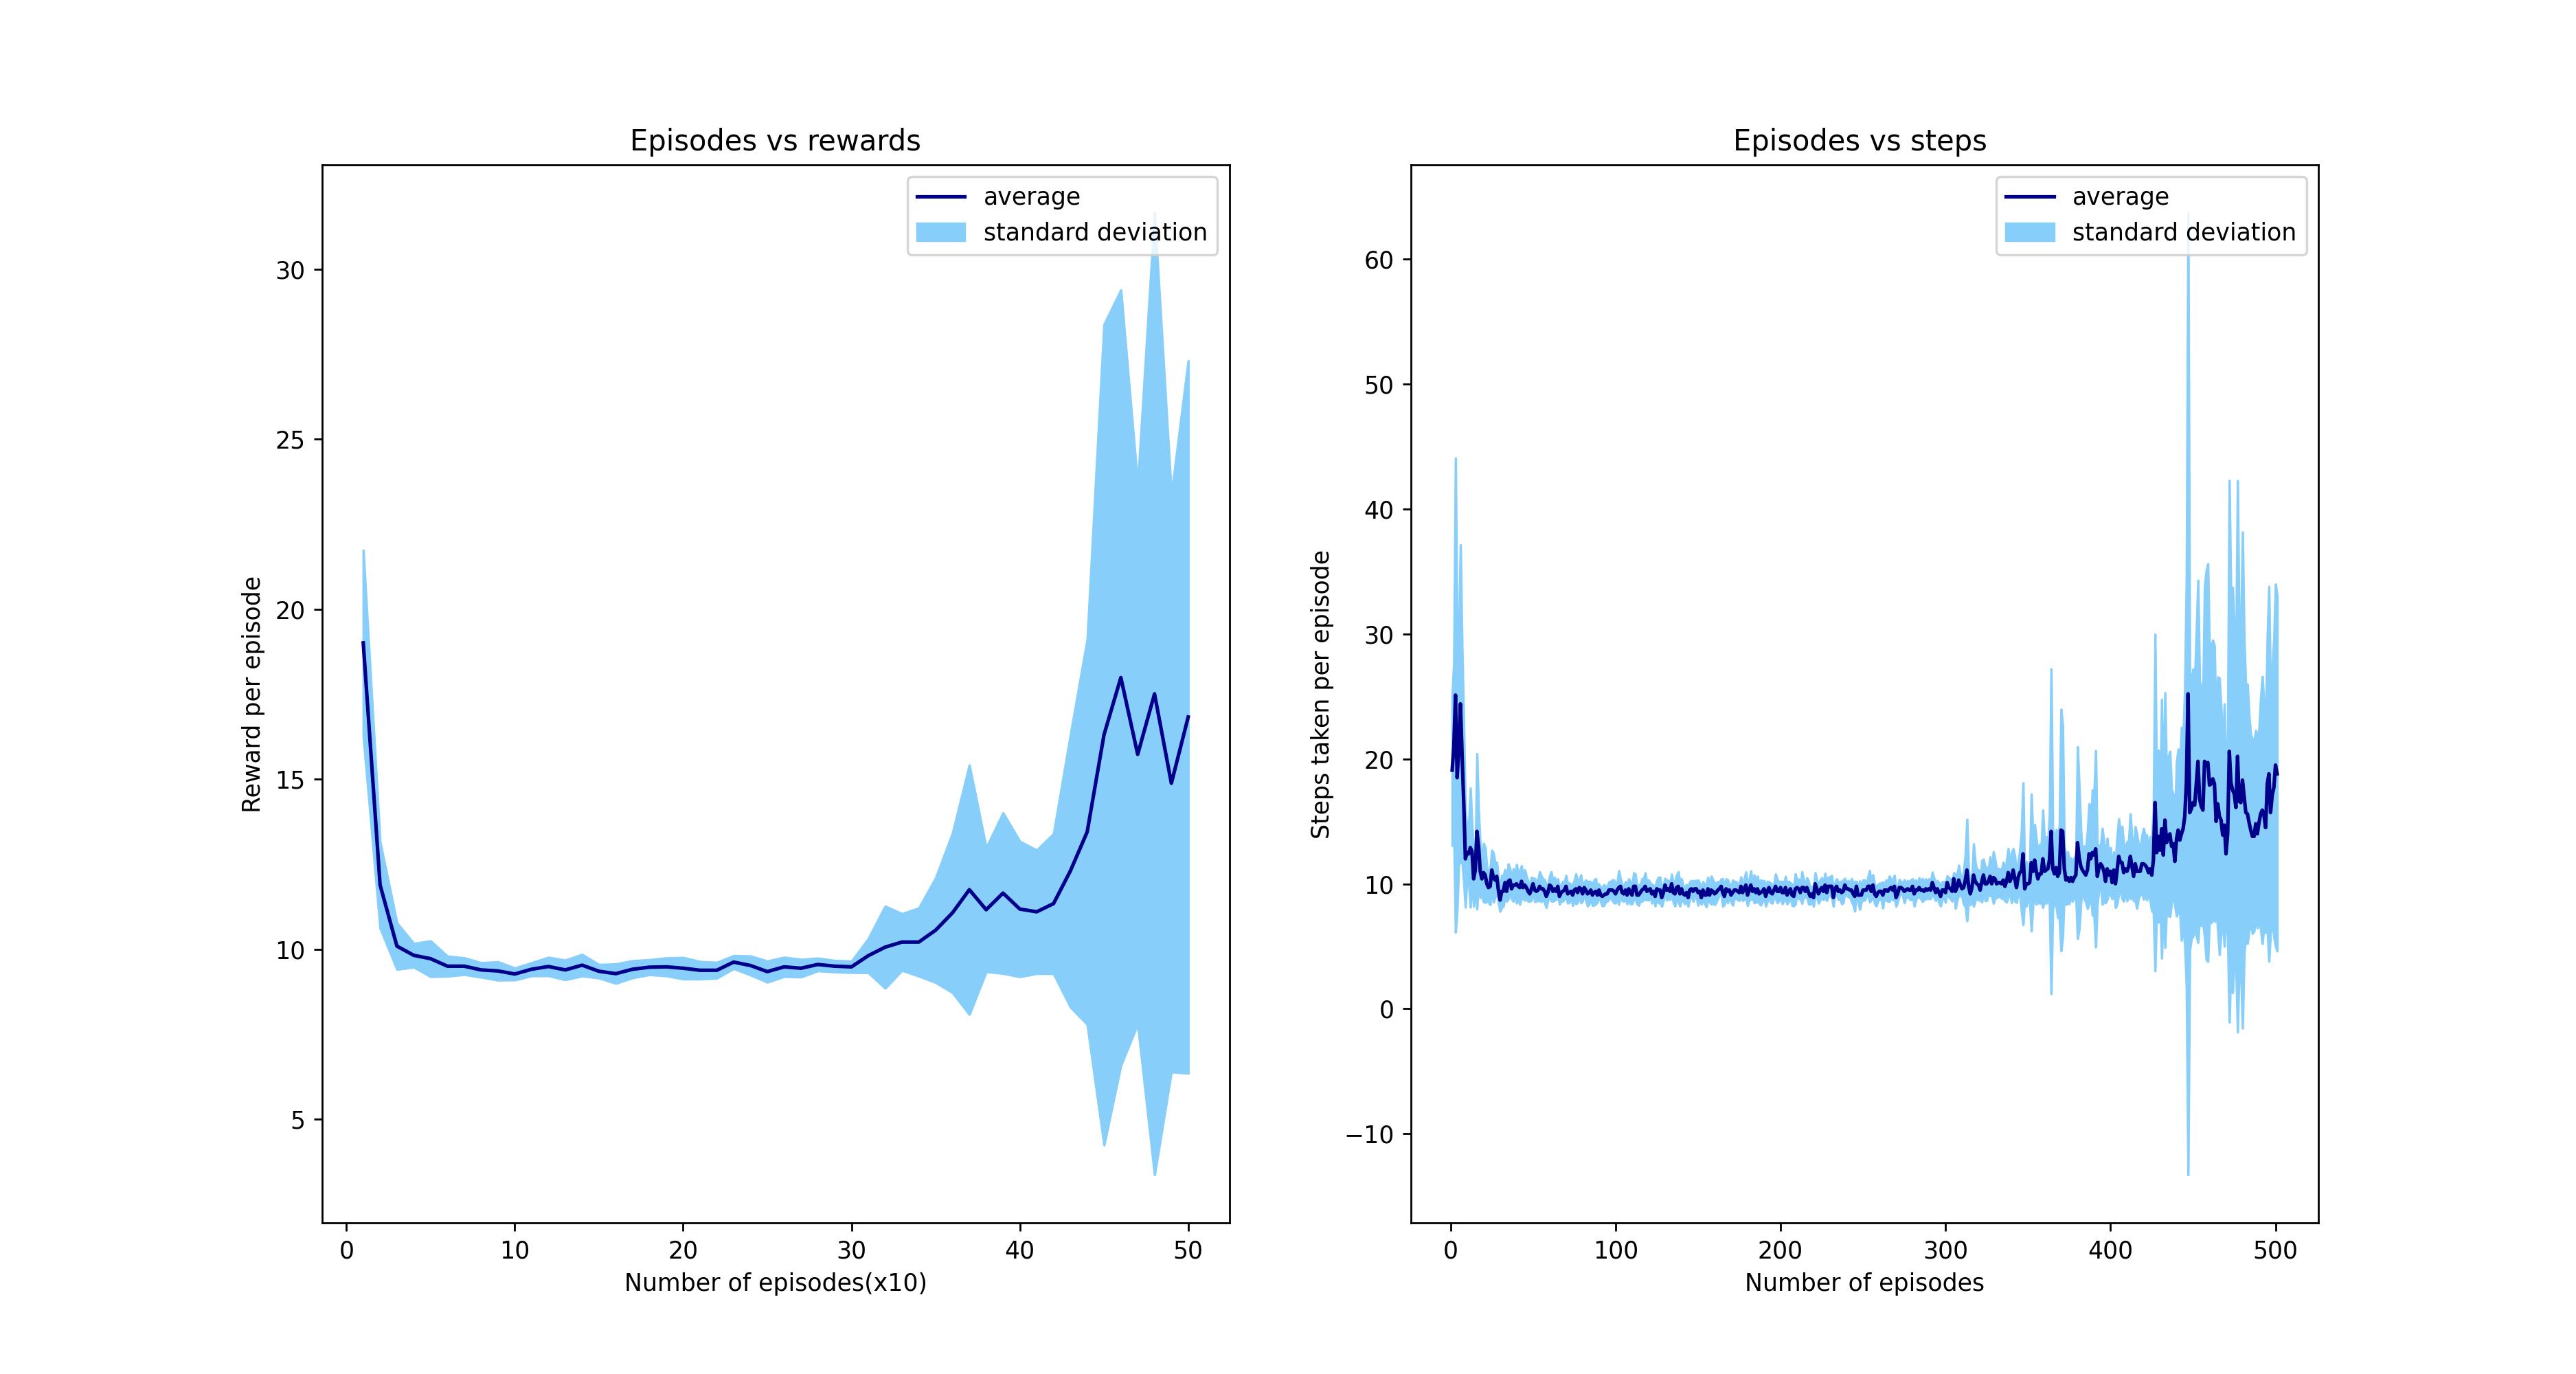 Episodes vs rewards
average
standard deviation
30
25
20
15
10
5
Reward per episode
0 10 20 30 40 50
Number of episodes(x10)
Episodes vs steps
average
standard deviation
60
50
40
30
20
10
0
−10
Steps taken per episode
0 100 200 300 400 500
Number of episodes